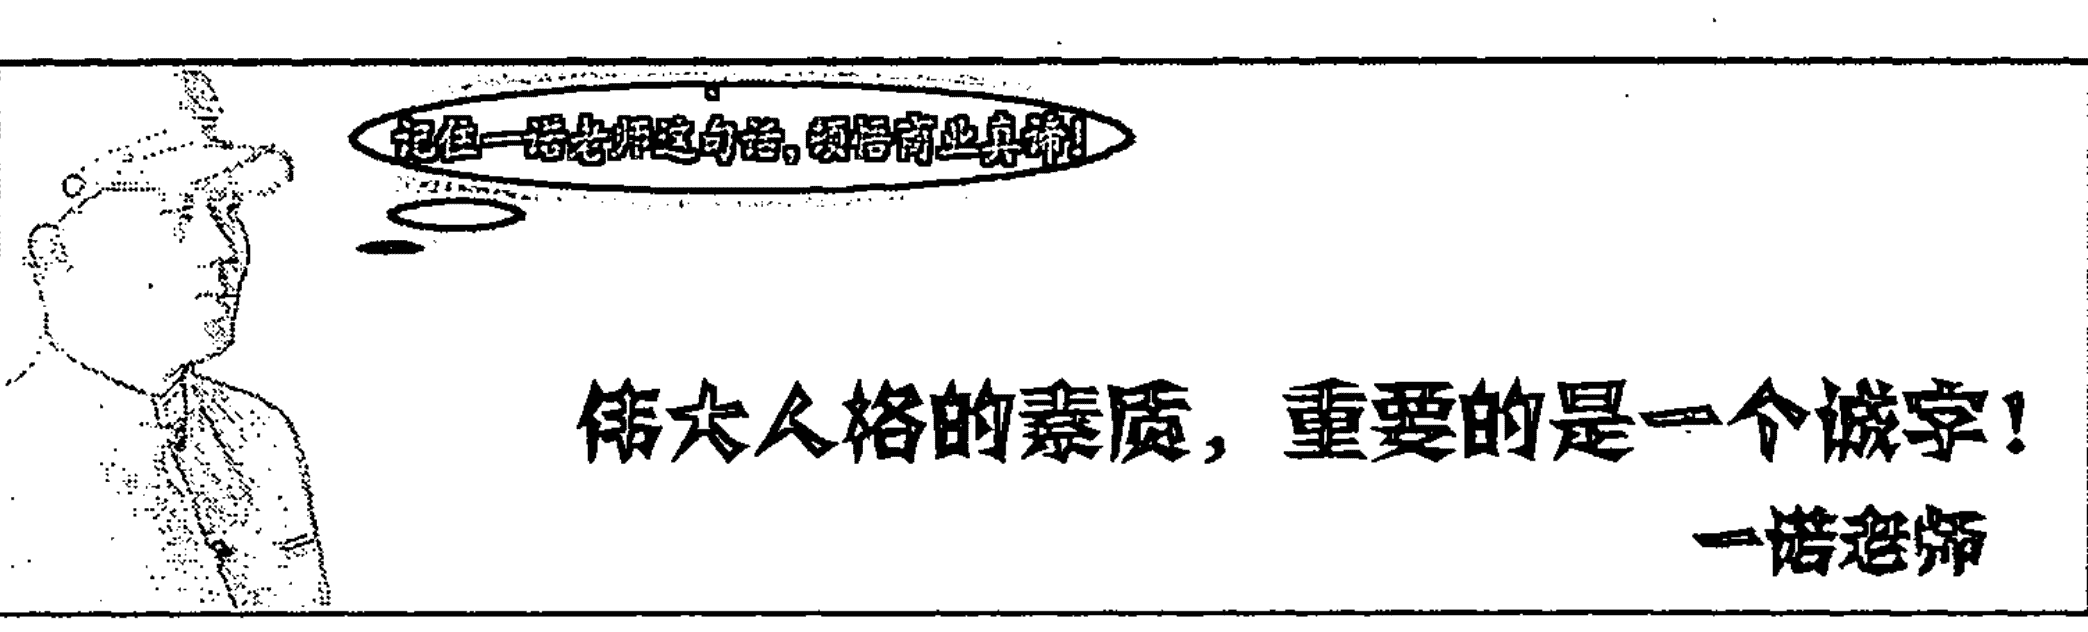 记住一诺老师这句话，领悟商业真谛！
伟大人格的素质，重要的是一个诚字！
一诺老师